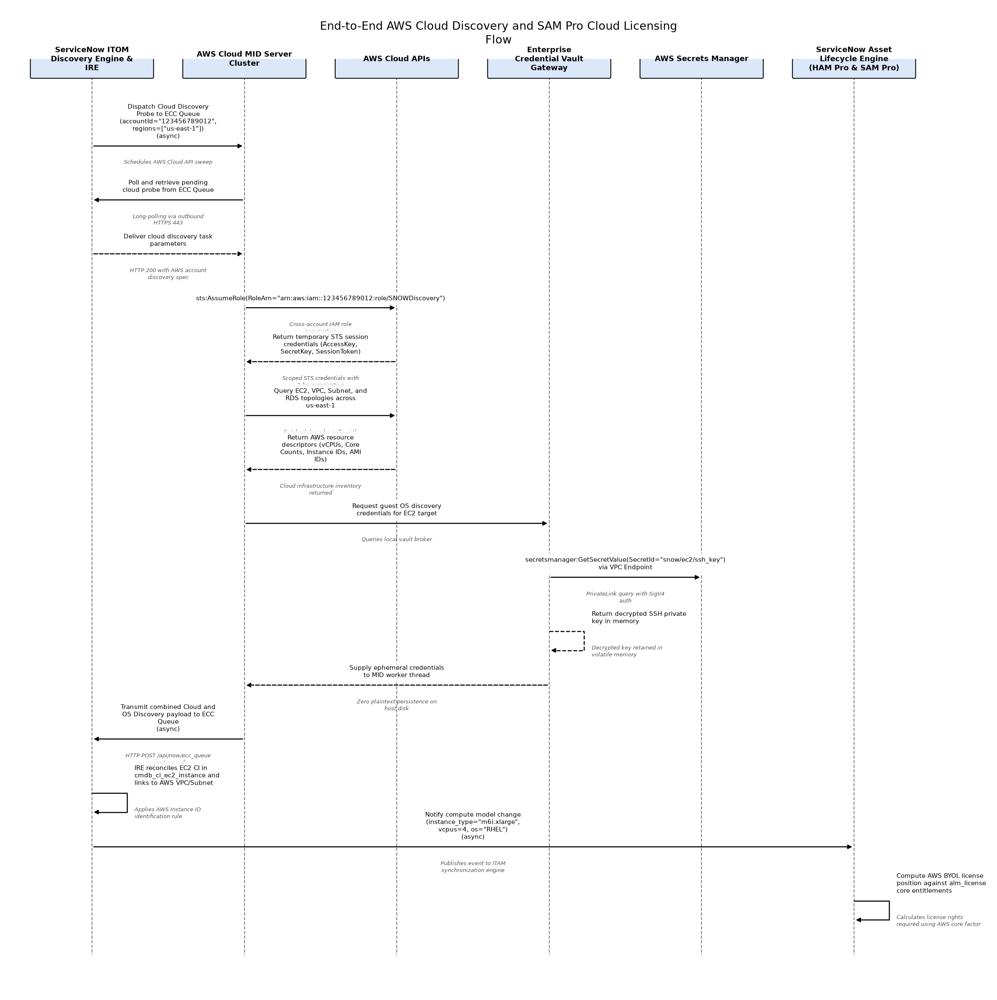 End-to-End AWS Cloud Discovery and SAM Pro Cloud Licensing
Flow
ServiceNow ITOM
Discovery Engine &
IRE
AWS Cloud MID Server
Cluster
AWS Cloud APIs
Enterprise
Credential Vault
Gateway
AWS Secrets Manager
ServiceNow Asset
Lifecycle Engine
(HAM Pro & SAM Pro)
Dispatch Cloud Discovery
Probe to ECC Queue
(accountId="123456789012",
regions=["us-east-1"])
(async)
Schedules AWS Cloud API sweep
Poll and retrieve pending
cloud probe from ECC Queue
Long-polling via outbound
HTTPS 443
Deliver cloud discovery task
parameters
HTTP 200 with AWS account
discovery spec
sts:AssumeRole(RoleArn="arn:aws:iam::123456789012:role/SNOWDiscovery")
Cross-account IAM role
assumption
Return temporary STS session
credentials (AccessKey,
SecretKey, SessionToken)
Scoped STS credentials with
1-hour expiration
Query EC2, VPC, Subnet, and
RDS topologies across
us-east-1
Batched describe calls with
Return AWS resource
descriptors (vCPUs, Core
Counts, Instance IDs, AMI
IDs)
Cloud infrastructure inventory
returned
Request guest OS discovery
credentials for EC2 target
Queries local vault broker
secretsmanager:GetSecretValue(SecretId="snow/ec2/ssh_key")
via VPC Endpoint
PrivateLink query with SigV4
auth
Return decrypted SSH private
key in memory
Decrypted key retained in
volatile memory
Supply ephemeral credentials
to MID worker thread
Zero plaintext persistence on
host disk
Transmit combined Cloud and
OS Discovery payload to ECC
Queue
(async)
HTTP POST /api/now/ecc_queue
input record
IRE reconciles EC2 CI in
cmdb_ci_ec2_instance and
links to AWS VPC/Subnet
Applies AWS Instance ID
identification rule
Notify compute model change
(instance_type="m6i.xlarge",
vcpus=4, os="RHEL")
(async)
Publishes event to ITAM
synchronization engine
Compute AWS BYOL license
position against alm_license
core entitlements
Calculates license rights
required using AWS core factor